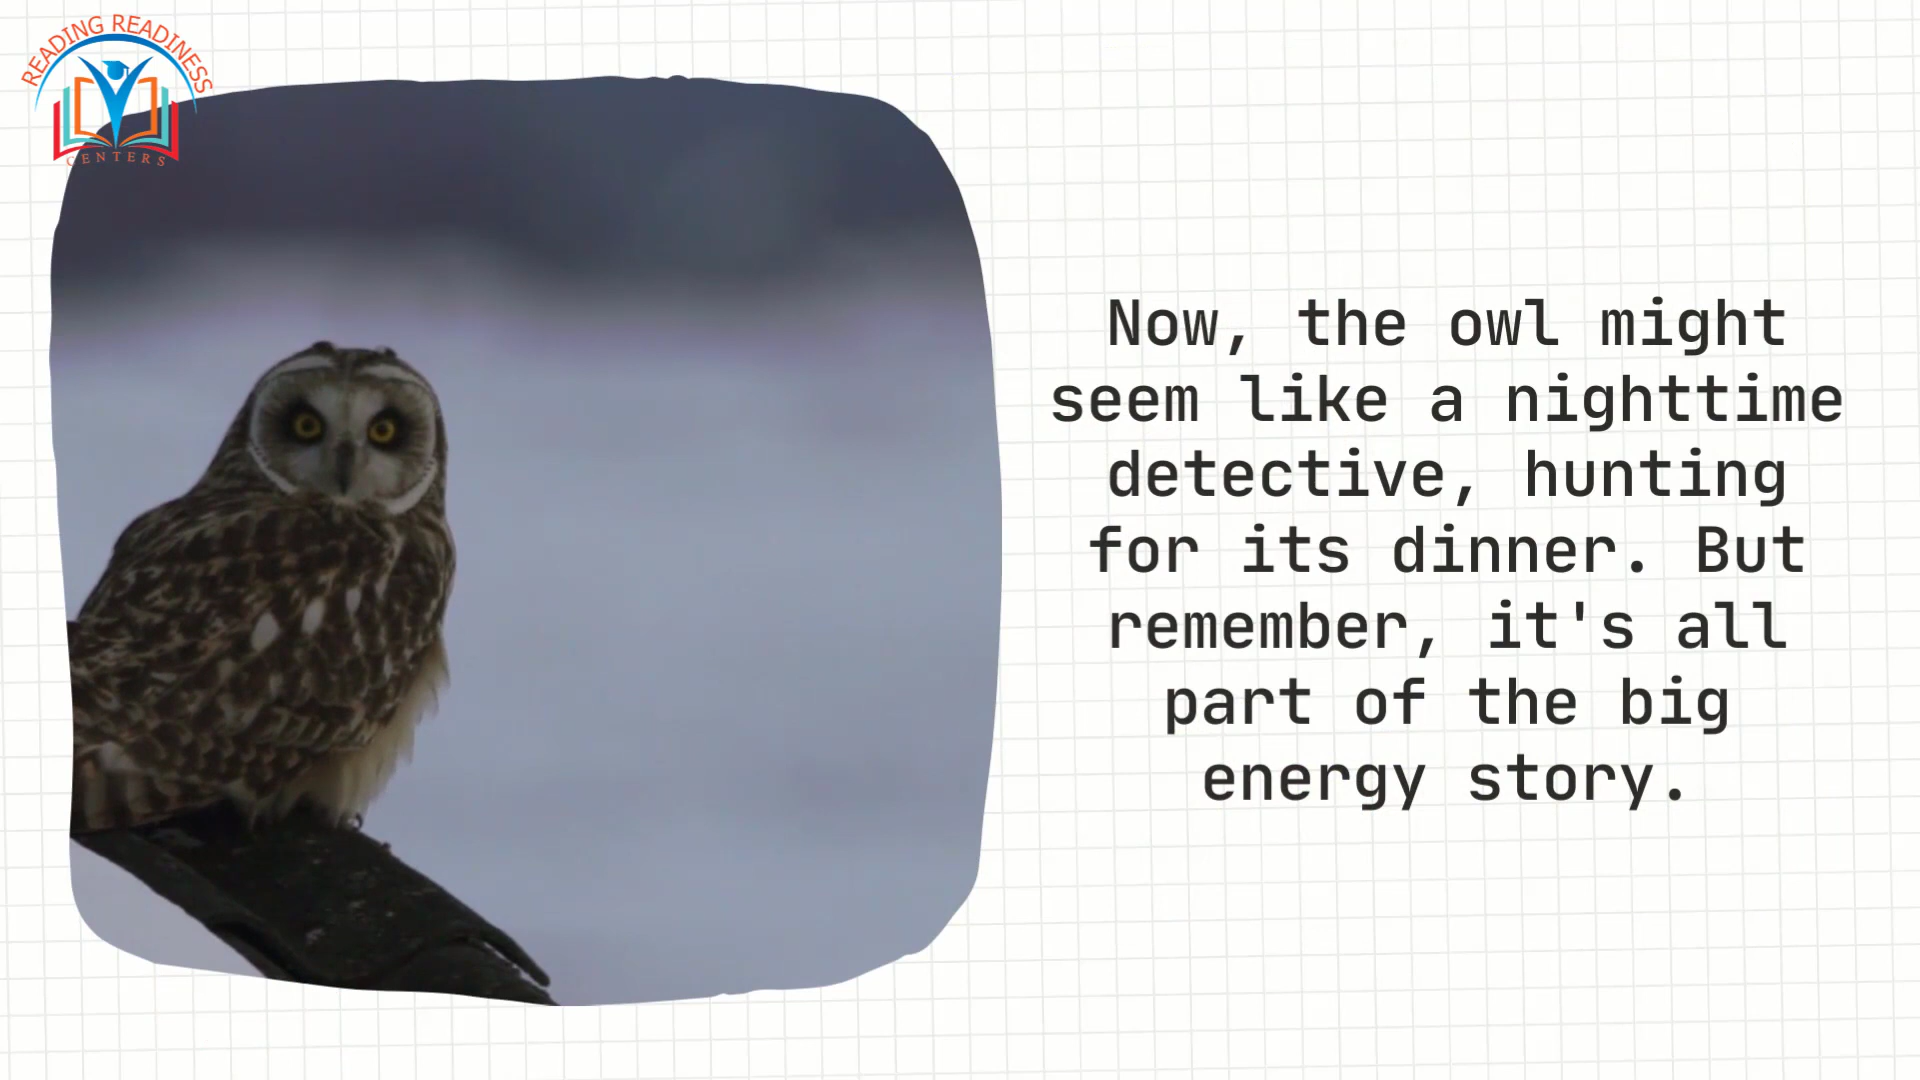 READING READINESS
CENTERS
Now, the owl might
seem like a nighttime
detective, hunting
for its dinner. But
remember, it's all
part of the big
energy story.